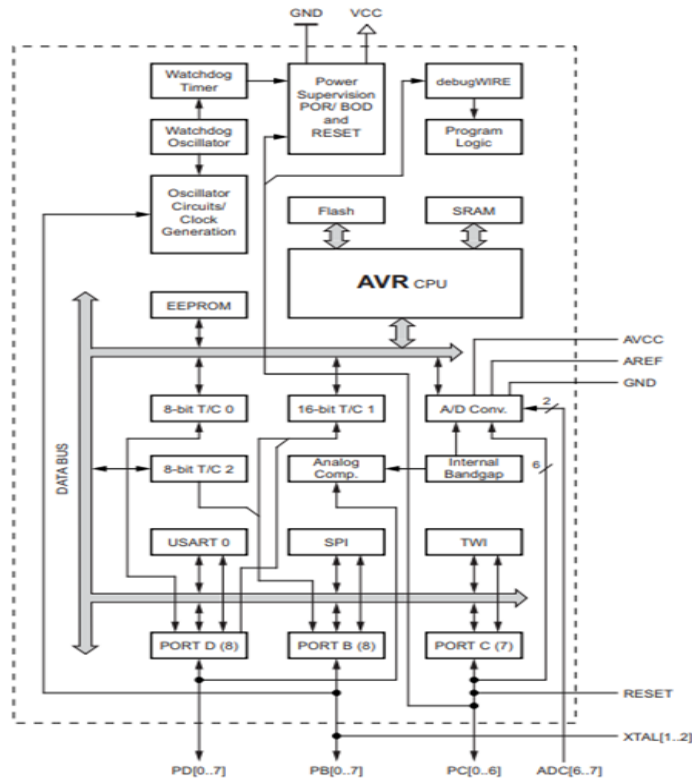 GND
VCC
Watchdog
Timer
Power
Supervision
POR/ BOD
and
RESET
debugWIRE
Watchdog
Oscillator
Program
Logic
Oscillator
Circuits/
Clock
Generation
Flash
SRAM
AVR CPU
EEPROM
AVCC
AREF
GND
8-bit T/C 0
16-bit T/C 1
A/D Conv.
2
DATA BUS
8-bit T/C 2
Analog
Comp.
Internal
Bandgap
6
USART 0
SPI
TWI
PORT D (8)
PORT B (8)
PORT C (7)
RESET
XTAL[1..2]
PD[0..7]
PB[0..7]
PC[0..6]
ADC[6..7]